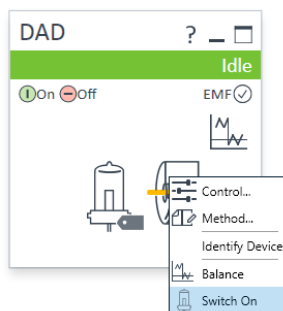 DAD ?
Idle
On Off EMF
Control...
Method...
Identify Device
Balance
Switch On